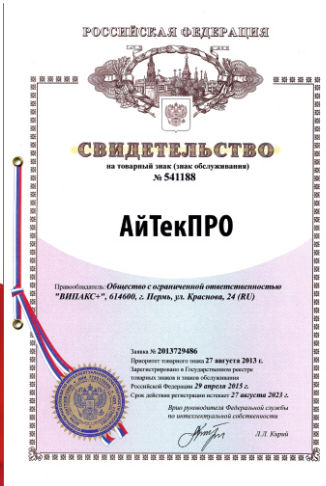 РОССИЙСКАЯ ФЕДЕРАЦИЯ
СВИДЕТЕЛЬСТВО
на товарный знак (знак обслуживания)
№ 541188
АйТекПРО
Правообладатель: Общество с ограниченной ответственностью
"ВИПАКС+", 614600, г. Пермь, ул. Краснова, 24 (RU)
Заявка № 2013729486
Приоритет товарного знака 27 августа 2013 г.
Зарегистрировано в Государственном реестре
товарных знаков и знаков обслуживания
Российской Федерации 29 апреля 2015 г.
Срок действия регистрации истекает 27 августа 2023 г.
Врио руководителя Федеральной службы
по интеллектуальной собственности
Л.Л. Кирий